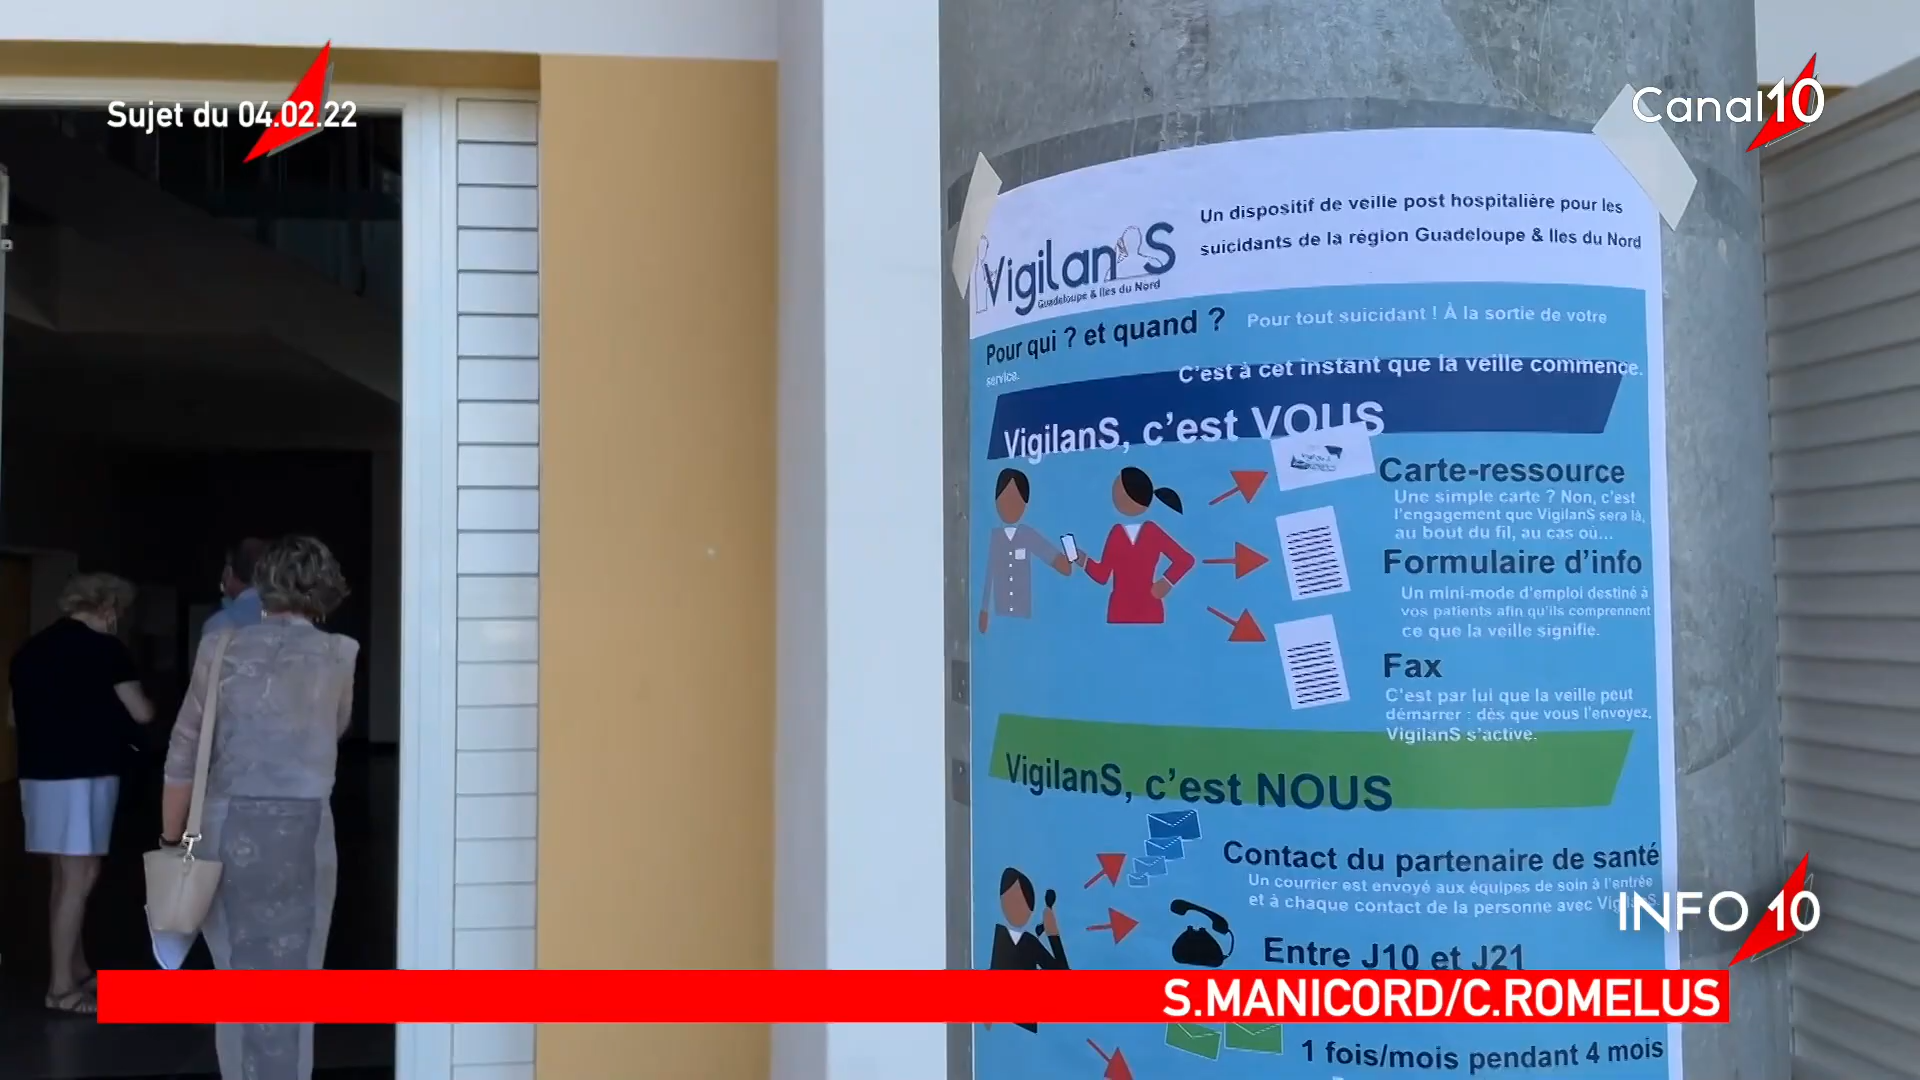 Sujet du 04.02.22
Canal10
Un dispositif de veille post hospitalière pour les
suicidants de la région Guadeloupe & Iles du Nord
VigilanS
Guadeloupe & Iles du Nord
Pour qui ? et quand ? Pour tout suicidant ! À la sortie de votre
service.
C'est à cet instant que la veille commence.
VigilanS, c'est VOUS
Carte-ressource
Une simple carte ? Non, c'est
l'engagement que VigilanS sera là,
au bout du fil, au cas où...
Formulaire d'info
Un mini-mode d'emploi destiné à
vos patients afin qu'ils comprennent
ce que la veille signifie.
Fax
C'est par lui que la veille peut
démarrer : dès que vous l'envoyez,
VigilanS s'active.
VigilanS, c'est NOUS
Contact du partenaire de santé
Un courrier est envoyé aux équipes de soin à l'entrée
et à chaque contact de la personne avec VigilanS.
INFO 10
Entre J10 et J21
S.MANICORD/C.ROMELUS
1 fois/mois pendant 4 mois